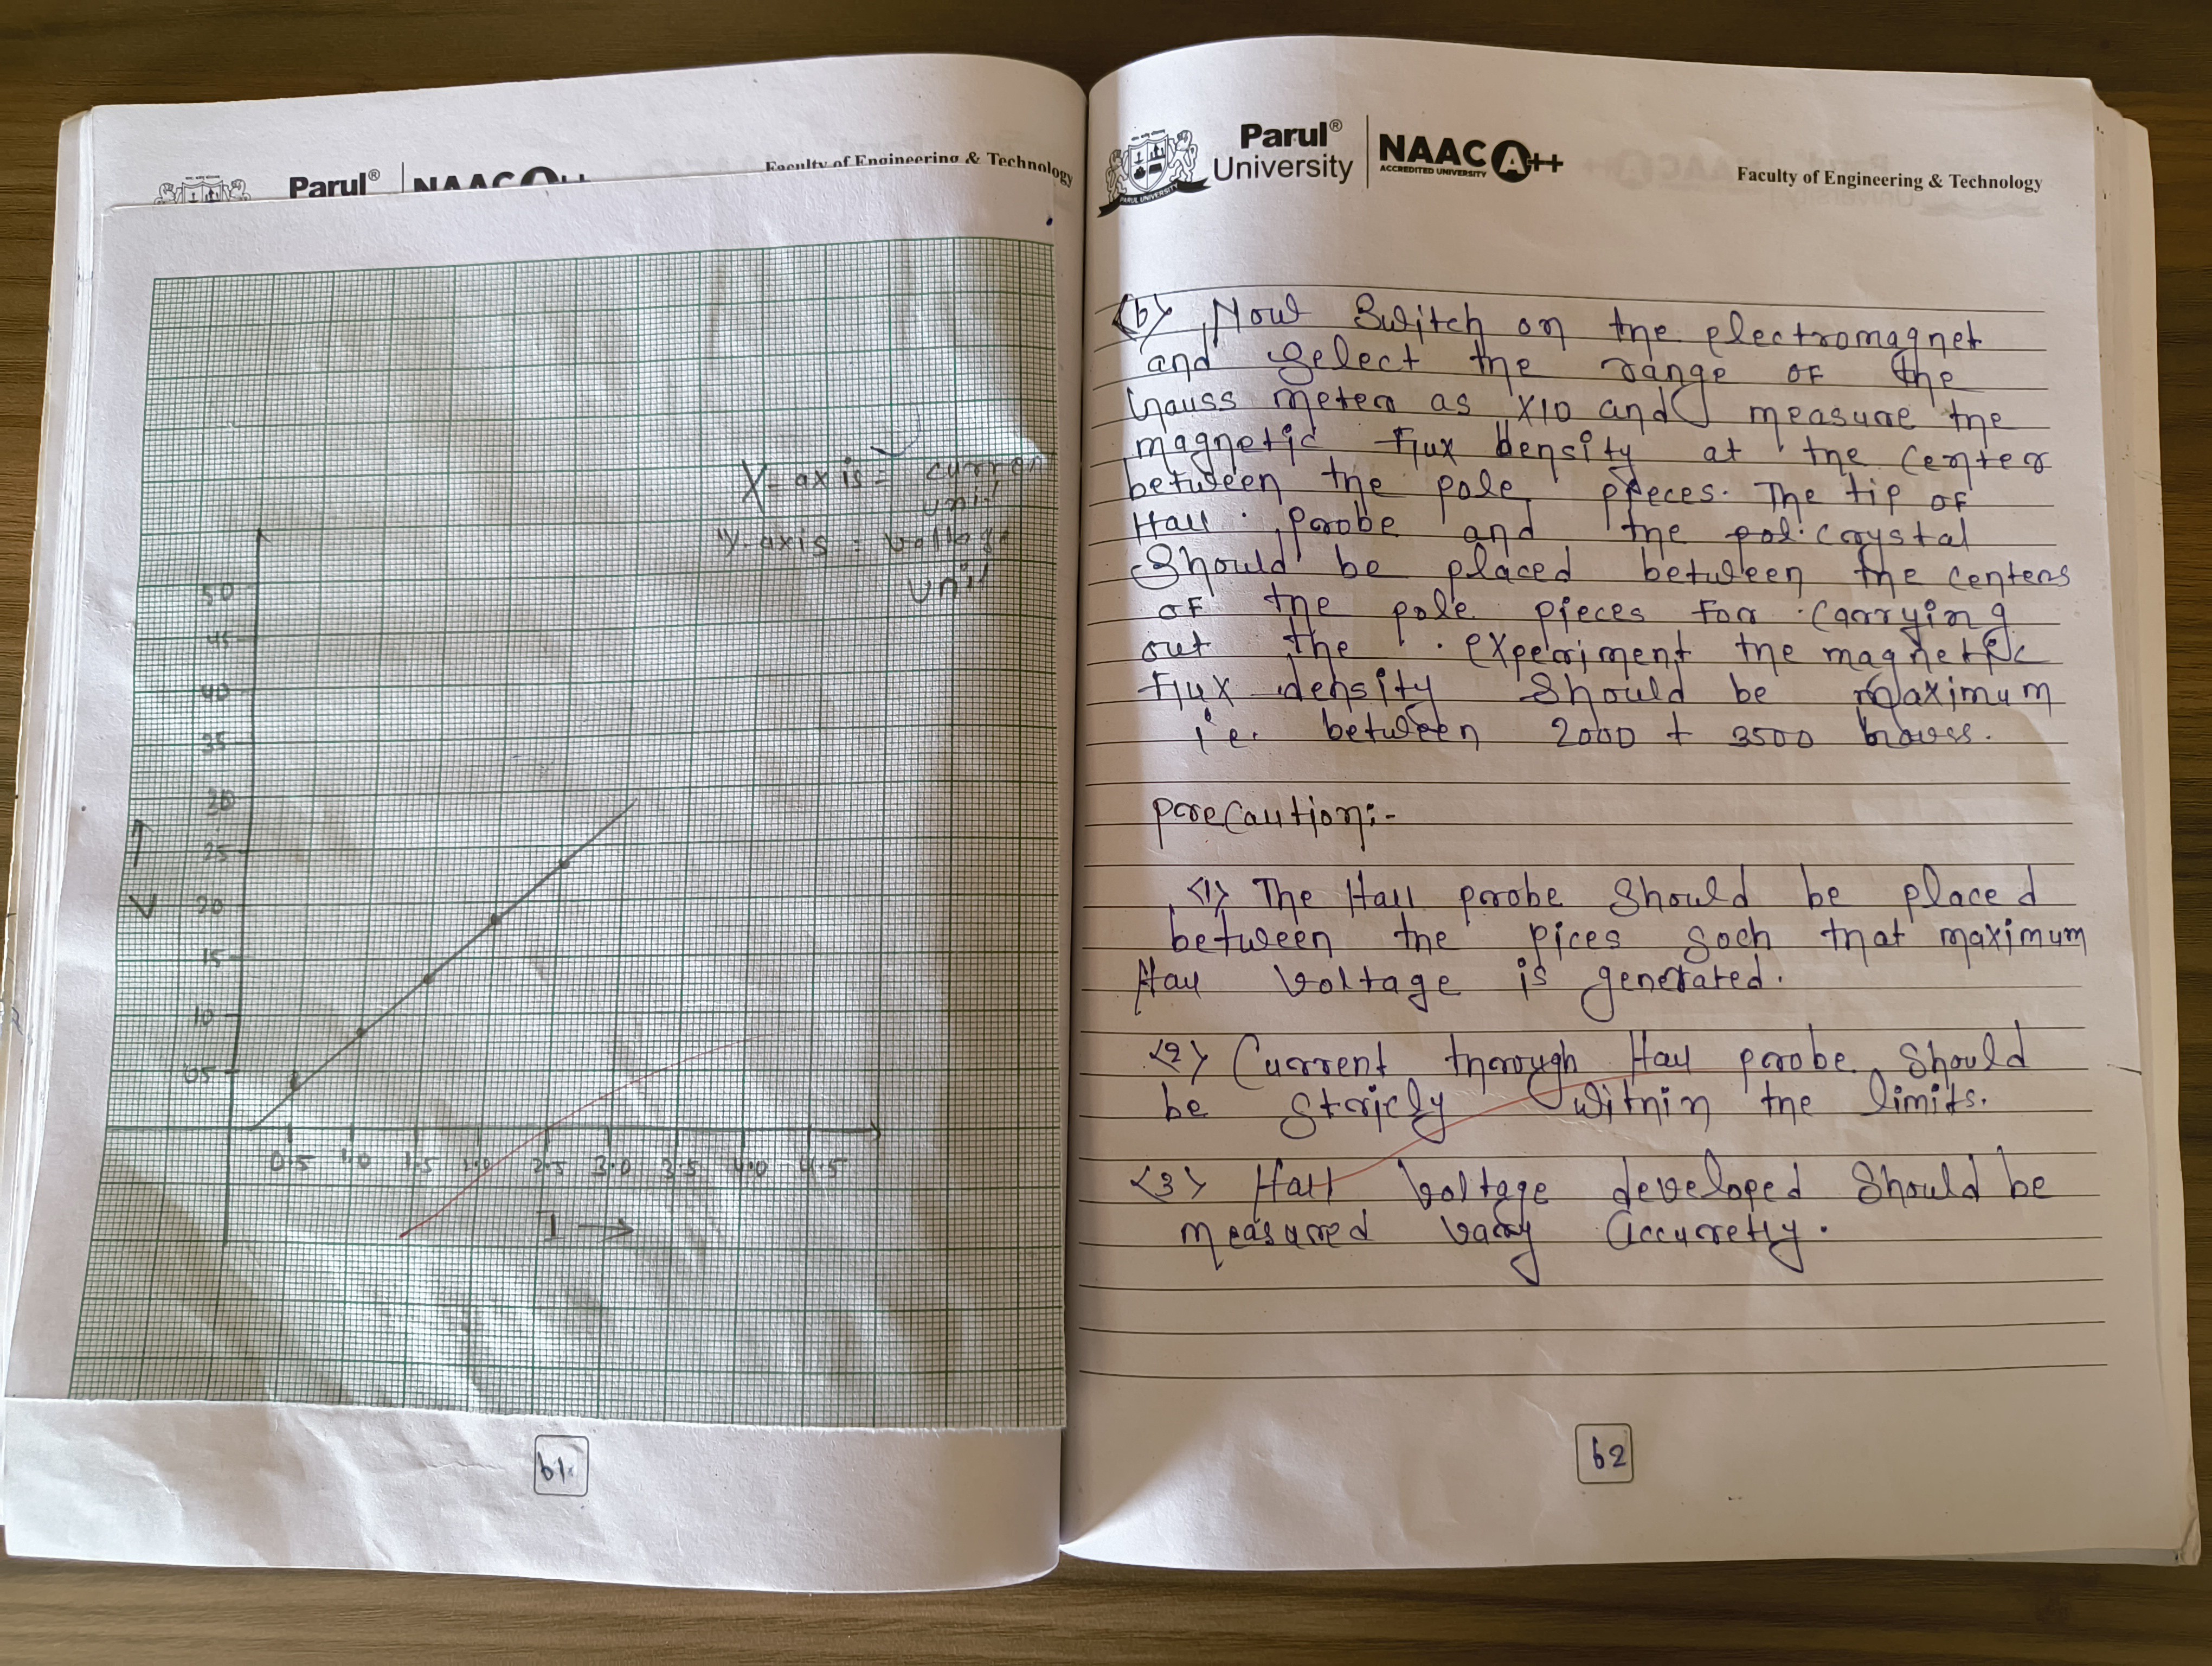 Parul® | NAAC A++
Faculty of Engineering & Technology
X-axis = current
unit
Y-axis = voltage
unit
50
45
40
35
30
25
20
15
10
05
↑
V
0.5 1.0 1.5 2.0 2.5 3.0 3.5 4.0 4.5
I →
61
Parul®
University
NAAC A++
ACCREDITED UNIVERSITY
PARUL UNIVERSITY
Faculty of Engineering & Technology
<b> Now Switch on the electromagnet
and select the range of the
Gauss meter as X10 and measure the
magnetic flux density at the center
between the pole pieces. The tip of
Hall probe and the pol.crystal
Should be placed between the centers
of the pole pieces for carrying
out the experiment the magnetic
flux density Should be maximum
i.e. between 2000 + 3500 Gauss.
precaution:-
<1> The Hall probe Should be placed
between the pices Soch that maximum
Hall voltage is generated.
<2> Current thorough Hall probe Should
be Stricly within the limits.
<3> Hall voltage developed Should be
measured vary accuretly.
62